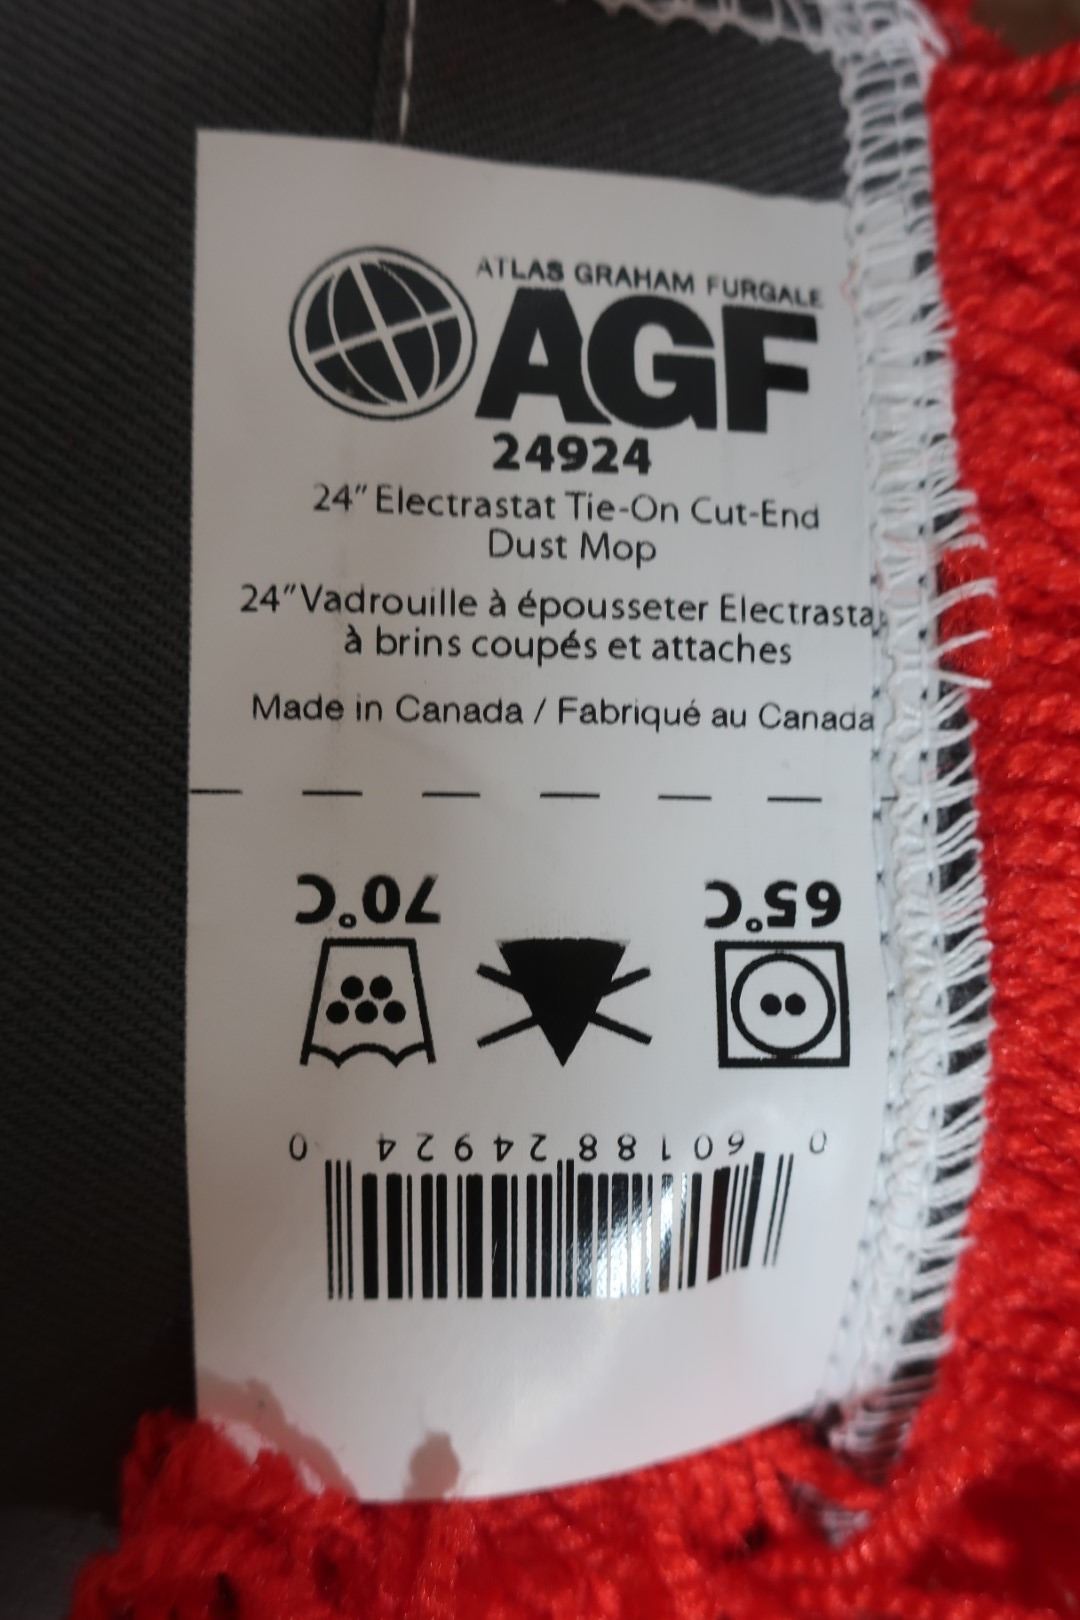 ATLAS GRAHAM FURGALE
AGF
24924
24" Electrastat Tie-On Cut-End
Dust Mop
24" Vadrouille à épousseter Electrasta
à brins coupés et attaches
Made in Canada / Fabriqué au Canada
65°C 70°C
0 60188 24924 0